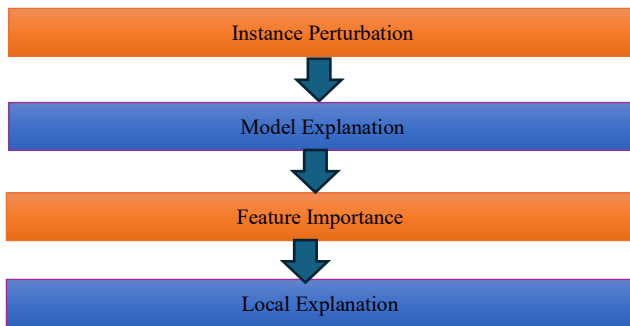 Instance Perturbation
Model Explanation
Feature Importance
Local Explanation